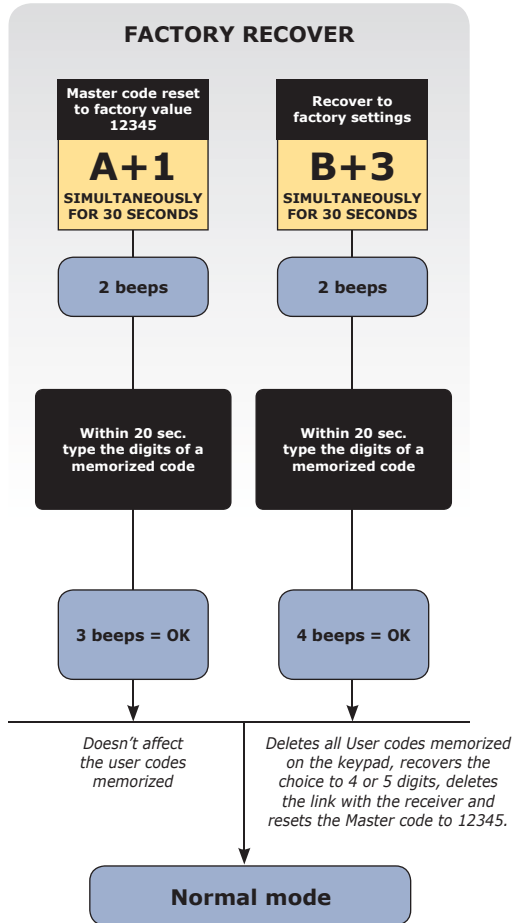 FACTORY RECOVER
Master code reset
to factory value
12345
A+1
SIMULTANEOUSLY
FOR 30 SECONDS
2 beeps
Within 20 sec.
type the digits of a
memorized code
3 beeps = OK
Doesn't affect
the user codes
memorized
Recover to
factory settings
B+3
SIMULTANEOUSLY
FOR 30 SECONDS
2 beeps
Within 20 sec.
type the digits of a
memorized code
4 beeps = OK
Deletes all User codes memorized
on the keypad, recovers the
choice to 4 or 5 digits, deletes
the link with the receiver and
resets the Master code to 12345.
Normal mode